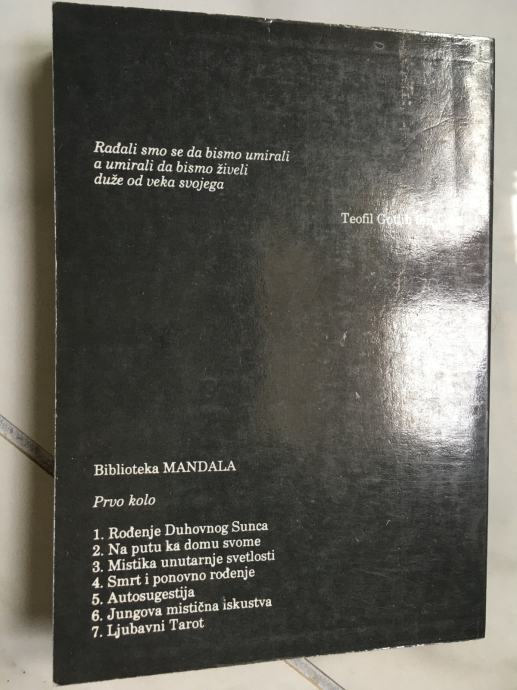 Rađali smo se da bismo umirali
a umirali da bismo živeli
duže od veka svojega
Teofil
Biblioteka MANDALA
Prvo kolo
1. Rođenje Duhovnog Sunca
2. Na putu ka domu svome
3. Mistika unutarnje svetlosti
4. Smrt i ponovno rođenje
5. Autosugestija
6. Jungova mistična iskustva
7. Ljubavni Tarot